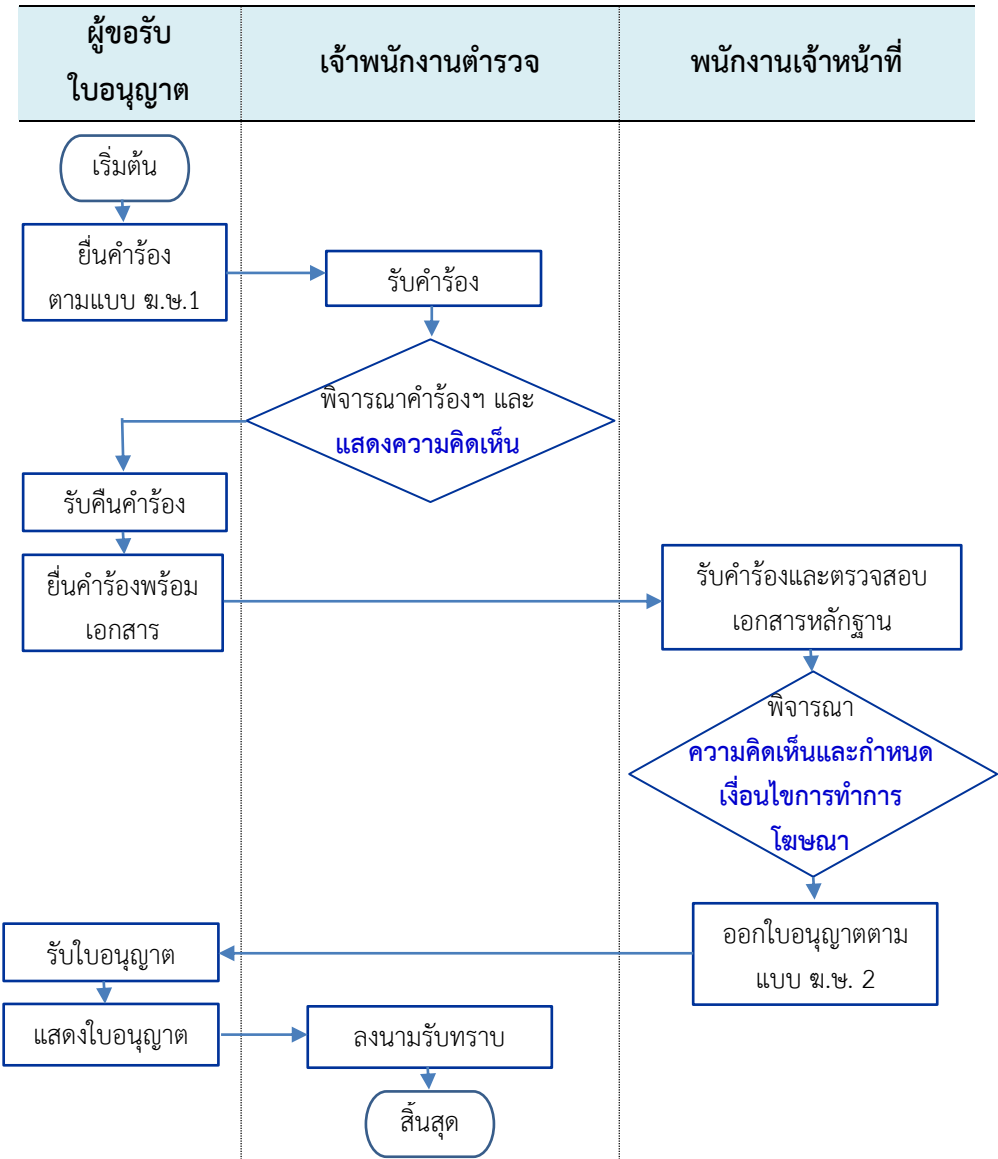 ผู้ขอรับ
ใบอนุญาต
เจ้าพนักงานตำรวจ
พนักงานเจ้าหน้าที่
เริ่มต้น
ยื่นคำร้อง
ตามแบบ ฆ.ษ.1
รับคำร้อง
พิจารณาคำร้องฯ และ
แสดงความคิดเห็น
รับคืนคำร้อง
ยื่นคำร้องพร้อม
เอกสาร
รับคำร้องและตรวจสอบ
เอกสารหลักฐาน
พิจารณา
ความคิดเห็นและกำหนด
เงื่อนไขการทำการ
โฆษณา
ออกใบอนุญาตตาม
แบบ ฆ.ษ. 2
รับใบอนุญาต
แสดงใบอนุญาต
ลงนามรับทราบ
สิ้นสุด